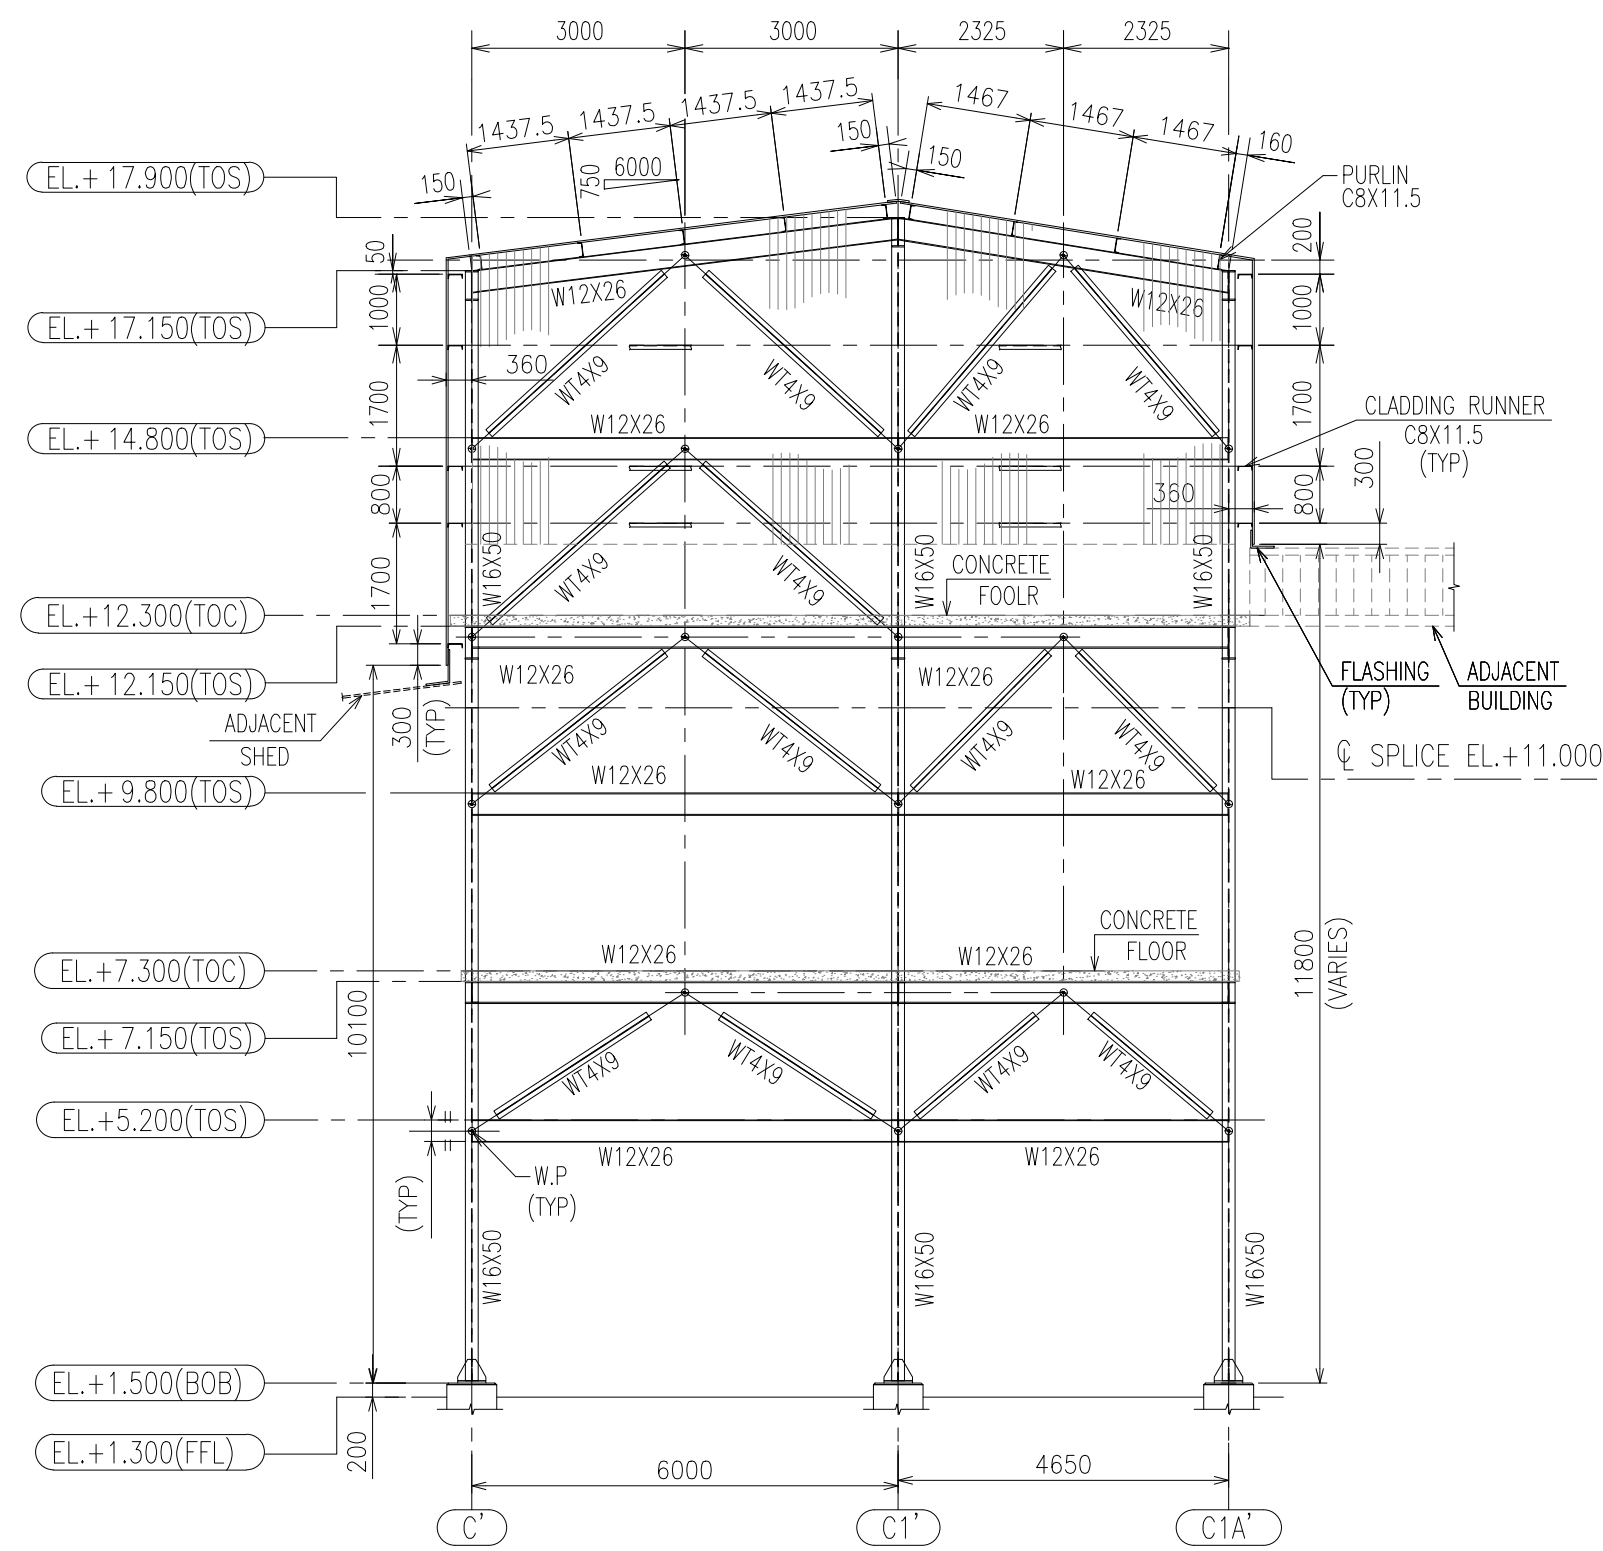 3000
3000
2325
2325
1437.5
1437.5
1437.5
1437.5
150
150
1467
1467
1467
160
EL.+ 17.900(TOS)
150
750
6000
PURLIN
C8X11.5
50
200
EL.+ 17.150(TOS)
1000
W12X26
W12X26
1000
360
WT4X9
WT4X9
WT4X9
WT4X9
1700
1700
EL.+ 14.800(TOS)
W12X26
W12X26
CLADDING RUNNER
C8X11.5
(TYP)
300
800
360
800
W16X50
WT4X9
WT4X9
W16X50
W16X50
CONCRETE
FOOLR
1700
EL.+12.300(TOC)
EL.+ 12.150(TOS)
W12X26
W12X26
FLASHING
(TYP)
ADJACENT
BUILDING
ADJACENT
SHED
300
(TYP)
WT4X9
WT4X9
WT4X9
WT4X9
℄ SPLICE EL.+11.000
EL.+ 9.800(TOS)
W12X26
W12X26
CONCRETE
FLOOR
W12X26
W12X26
EL.+7.300(TOC)
11800
(VARIES)
10100
EL.+ 7.150(TOS)
WT4X9
WT4X9
WT4X9
WT4X9
EL.+5.200(TOS)
=
=
W12X26
W12X26
W.P
(TYP)
(TYP)
W16X50
W16X50
W16X50
EL.+1.500(BOB)
EL.+1.300(FFL)
200
6000
4650
C'
C1'
C1A'